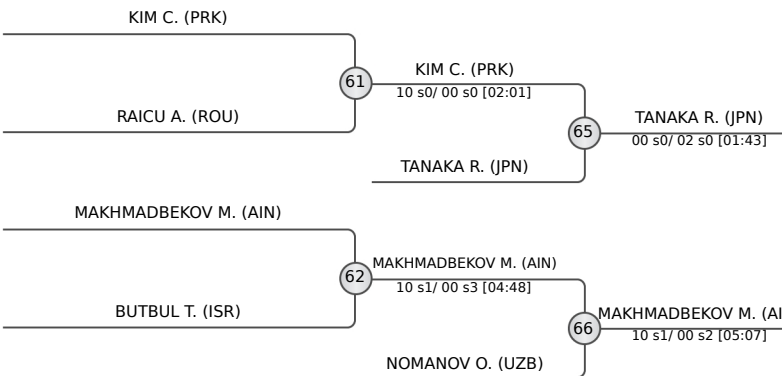 KIM C. (PRK)
61
RAICU A. (ROU)
KIM C. (PRK)
10 s0/ 00 s0 [02:01]
65
TANAKA R. (JPN)
TANAKA R. (JPN)
00 s0/ 02 s0 [01:43]
MAKHMADBEKOV M. (AIN)
62
BUTBUL T. (ISR)
MAKHMADBEKOV M. (AIN)
10 s1/ 00 s3 [04:48]
66
NOMANOV O. (UZB)
MAKHMADBEKOV M. (AI
10 s1/ 00 s2 [05:07]